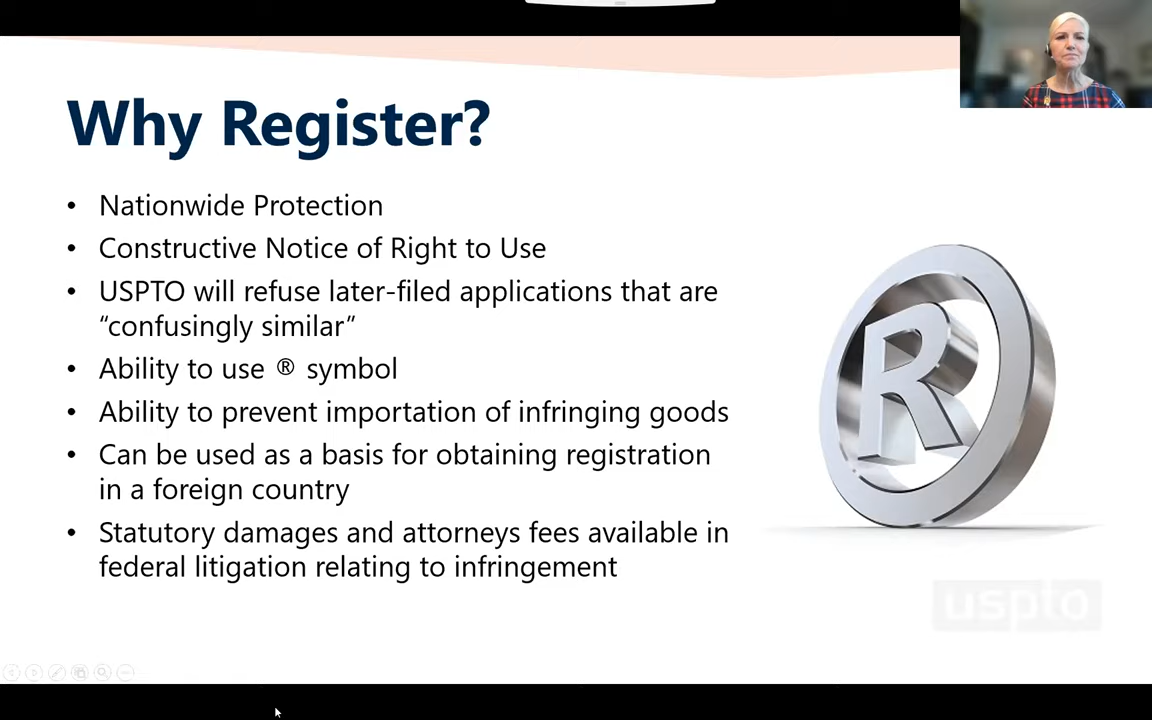 Why Register?
• Nationwide Protection
• Constructive Notice of Right to Use
• USPTO will refuse later-filed applications that are
“confusingly similar”
• Ability to use ® symbol
• Ability to prevent importation of infringing goods
• Can be used as a basis for obtaining registration
in a foreign country
• Statutory damages and attorneys fees available in
federal litigation relating to infringement
R
uspto